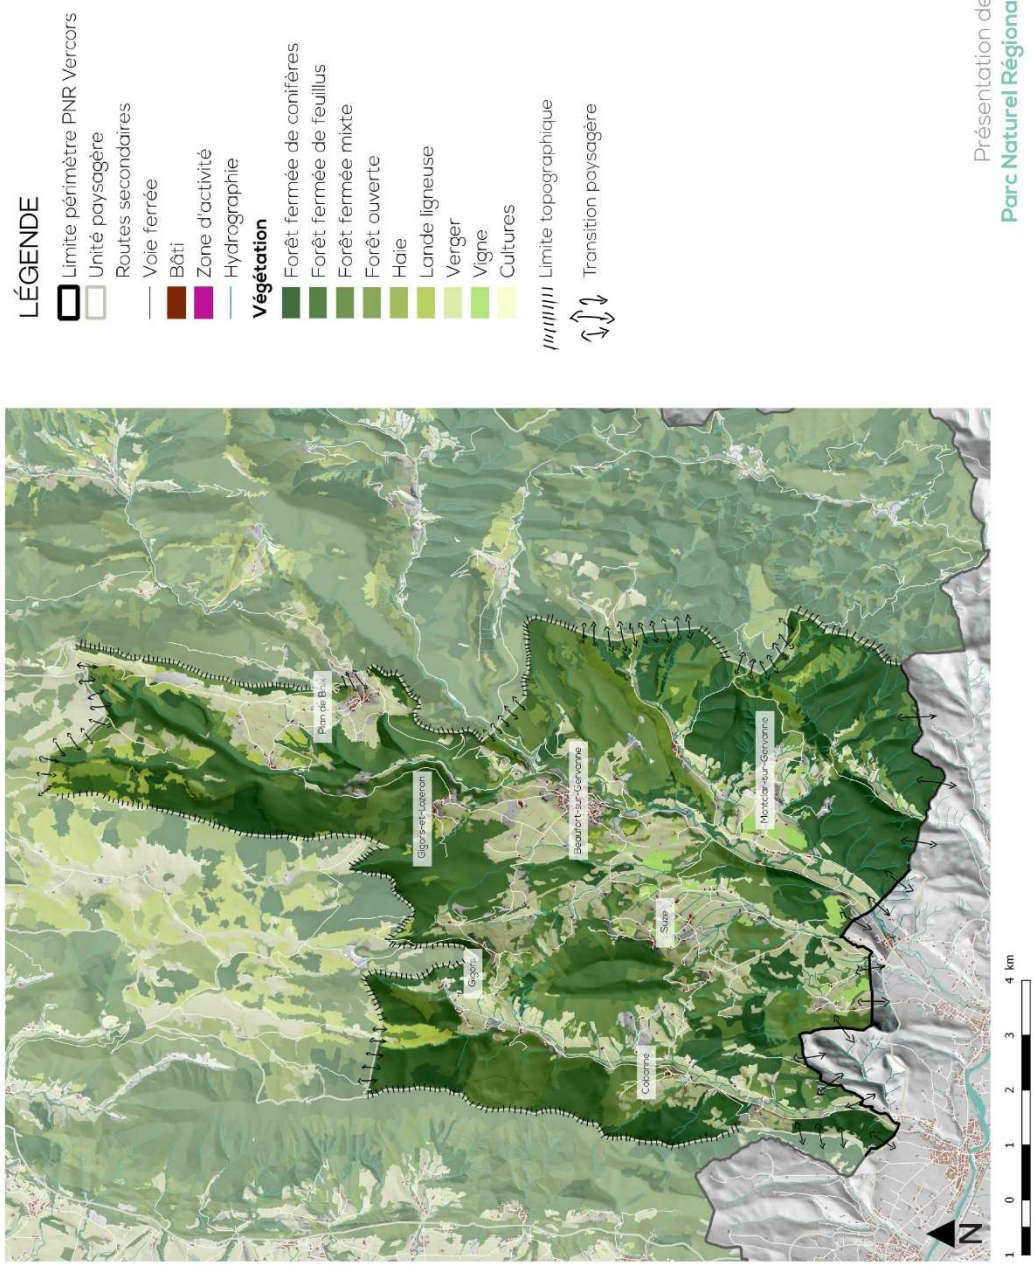 LÉGENDE
Limite périmètre PNR Vercors
Unité paysagère
Routes secondaires
Voie ferrée
Bâti
Zone d'activité
Hydrographie
Végétation
Forêt fermée de conifères
Forêt fermée de feuillus
Forêt fermée mixte
Forêt ouverte
Haie
Lande ligneuse
Verger
Vigne
Cultures
Limite topographique
Transition paysagère
Plan de Baix
Gigors-et-Lozeron
Beaufort-sur-Gervanne
Montclar-sur-Gervanne
Suze
Gigors
Cobonne
N
1 0 1 2 3 4 km
Présentation de
Parc Naturel Régiona